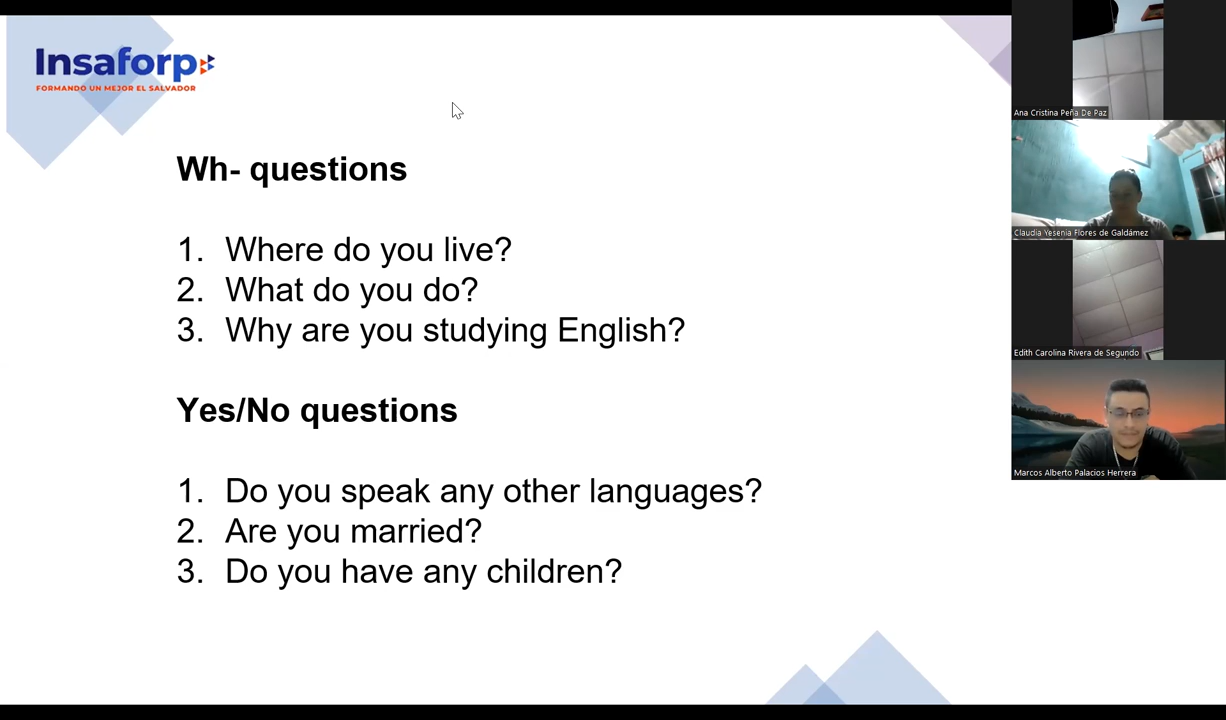 Insaforp
FORMANDO UN MEJOR EL SALVADOR
Wh- questions
1. Where do you live?
2. What do you do?
3. Why are you studying English?
Yes/No questions
1. Do you speak any other languages?
2. Are you married?
3. Do you have any children?
Ana Cristina Peña De Paz
Claudia Yesenia Flores de Galdámez
Edith Carolina Rivera de Segundo
Marcos Alberto Palacios Herrera